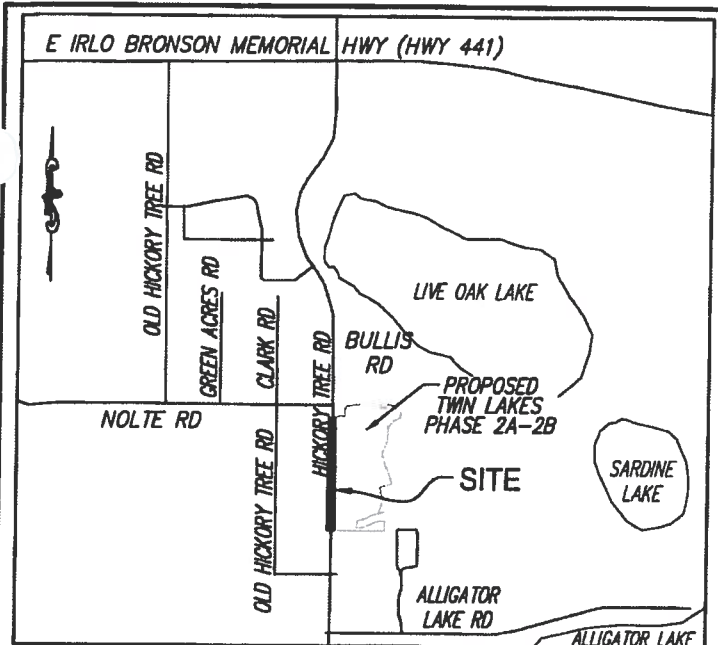 E IRLO BRONSON MEMORIAL HWY (HWY 441)
OLD HICKORY TREE RD
GREEN ACRES RD
CLARK RD
HICKORY TREE RD
LIVE OAK LAKE
BULLIS
RD
NOLTE RD
PROPOSED
TWIN LAKES
PHASE 2A-2B
OLD HICKORY TREE RD
SITE
SARDINE
LAKE
ALLIGATOR
LAKE RD
ALLIGATOR LAKE